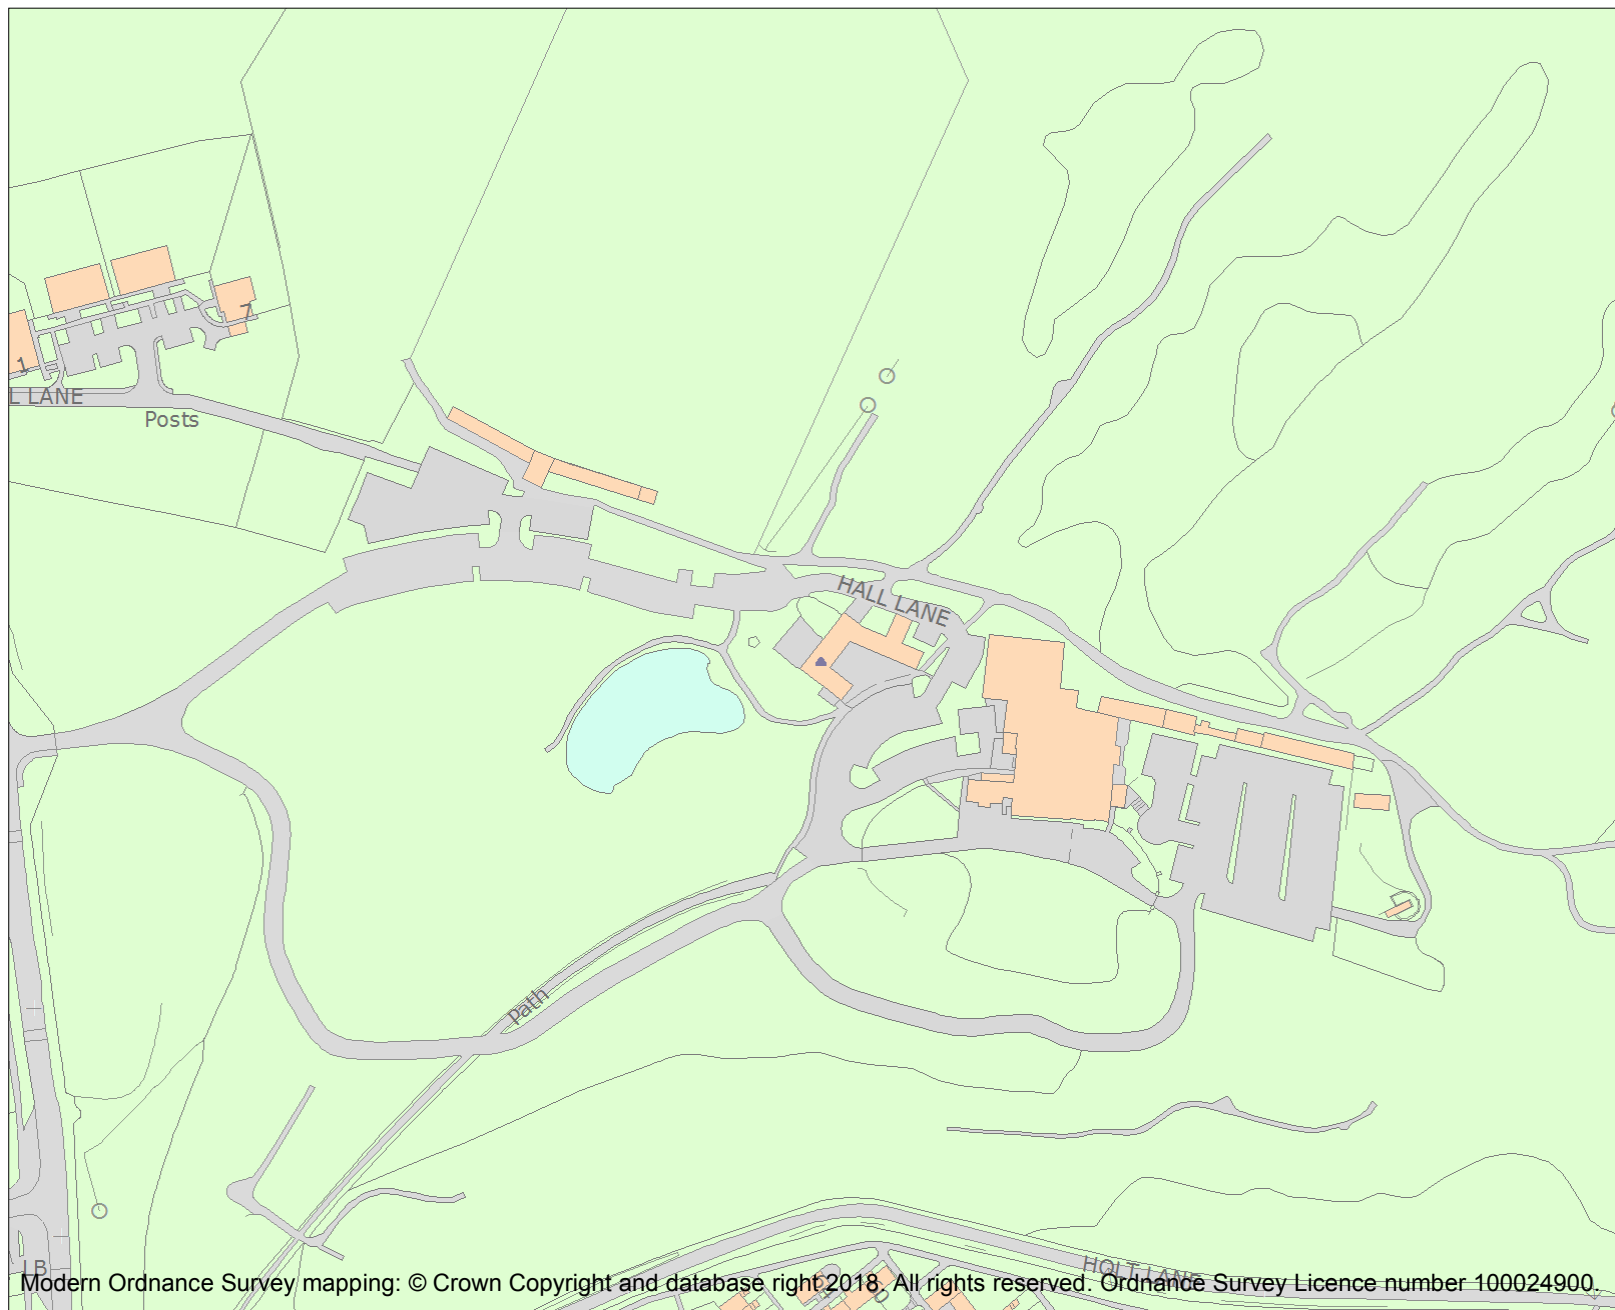 7
1
L LANE
Posts
HALL LANE
Path
LB
HOLT LANE
Modern Ordnance Survey mapping: © Crown Copyright and database right 2018. All rights reserved. Ordnance Survey Licence number 100024900.